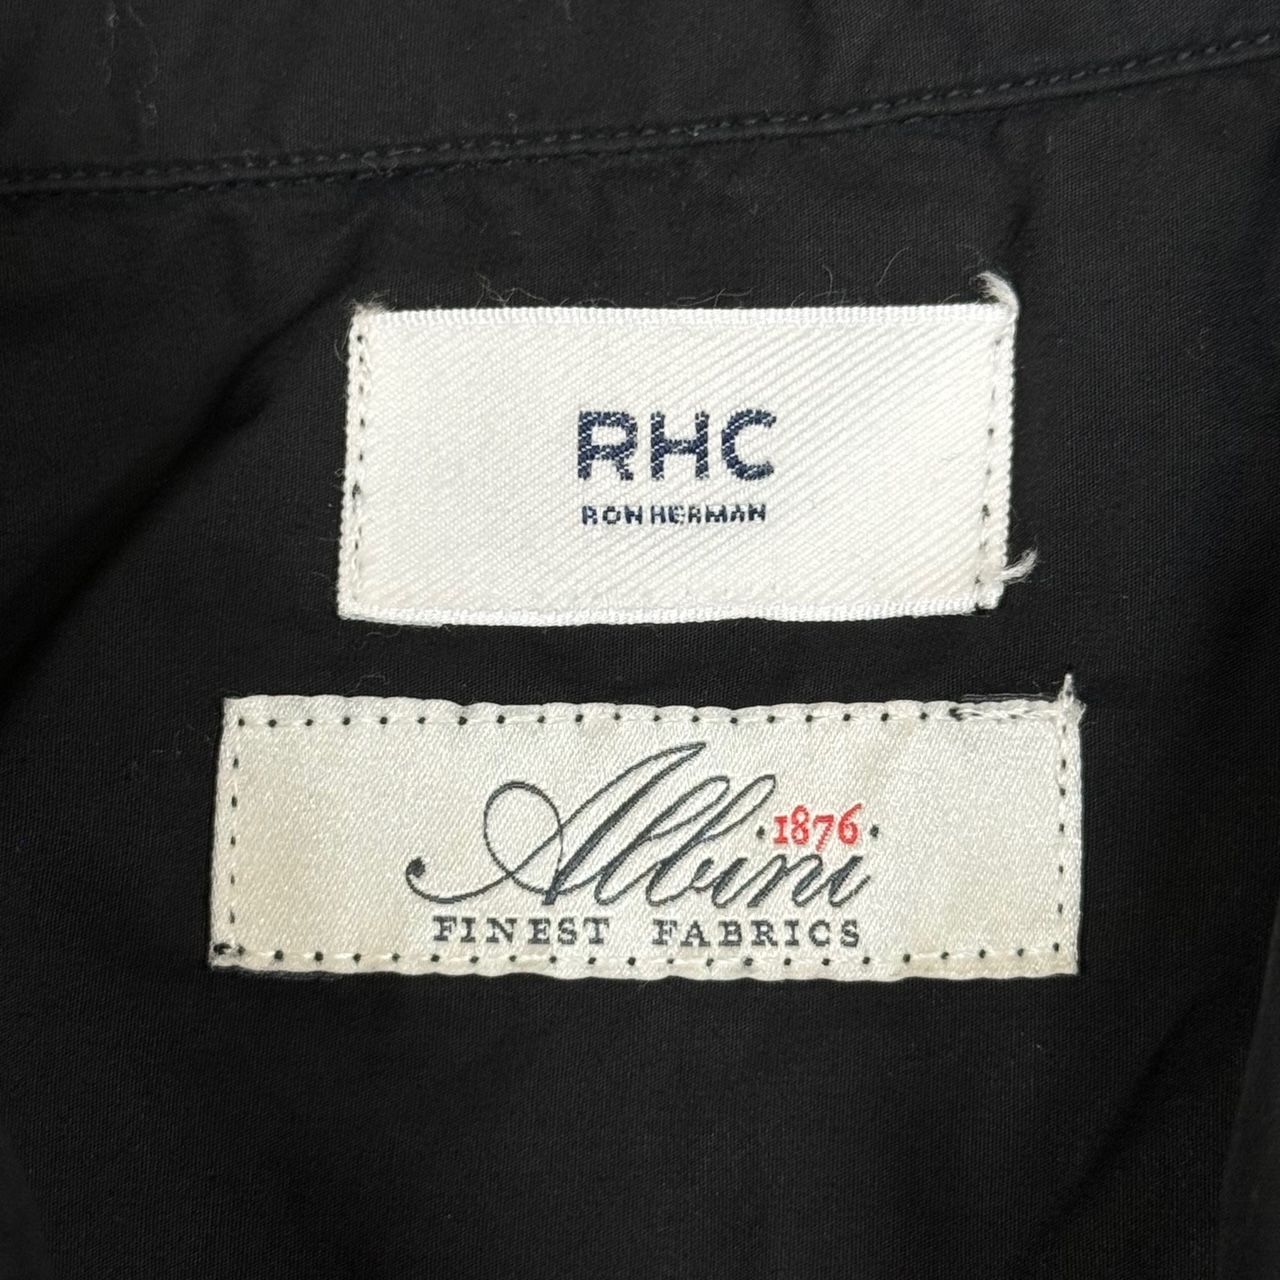 RHC
RON HERMAN
·1876·
Albini
FINEST FABRICS